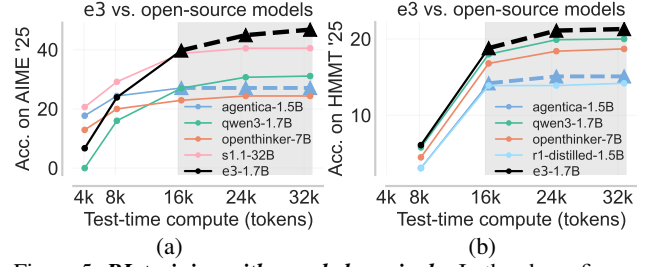 e3 vs. open-source models
Acc. on AIME '25
40
20
0
agentica-1.5B
qwen3-1.7B
openthinker-7B
s1.1-32B
e3-1.7B
4k 8k 16k 24k 32k
Test-time compute (tokens)
(a)
e3 vs. open-source models
Acc. on HMMT '25
20
10
agentica-1.5B
qwen3-1.7B
openthinker-7B
r1-distilled-1.5B
e3-1.7B
4k 8k 16k 24k 32k
Test-time compute (tokens)
(b)